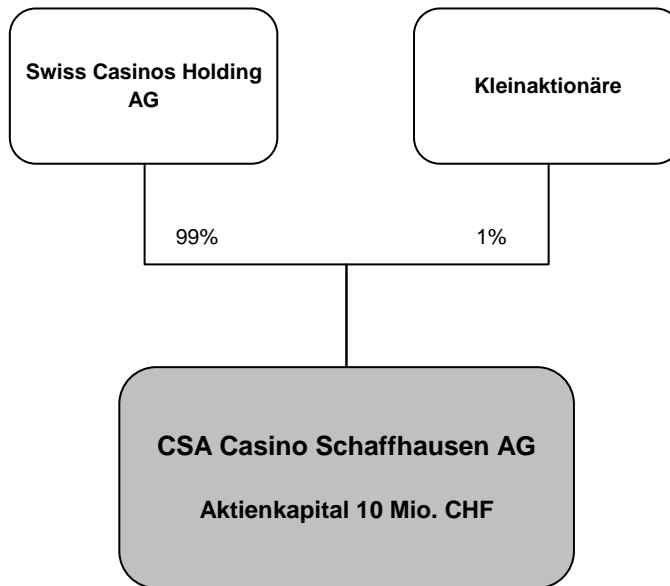 Swiss Casinos Holding
AG
Kleinaktionäre
99%
1%
CSA Casino Schaffhausen AG
Aktienkapital 10 Mio. CHF